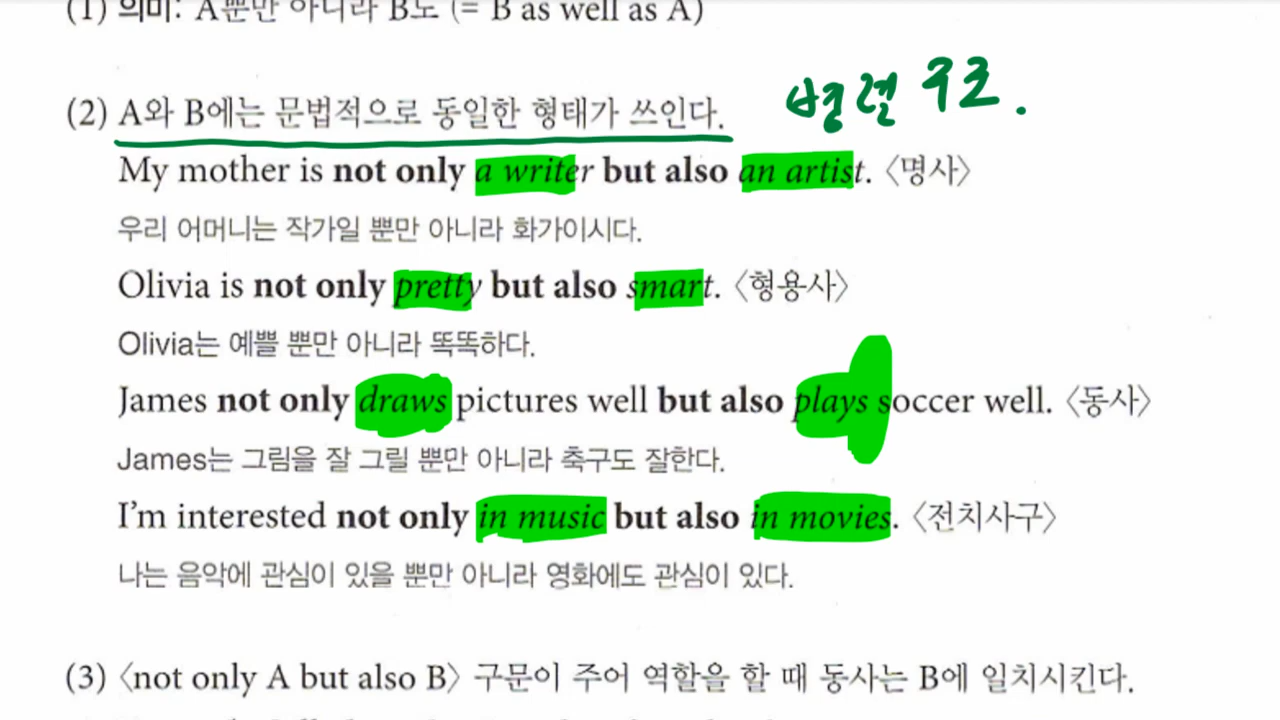 (1) 의미: A뿐만 아니라 B도 (= B as well as A)
병렬 구조.
(2) A와 B에는 문법적으로 동일한 형태가 쓰인다.
My mother is not only a writer but also an artist. 〈명사〉
우리 어머니는 작가일 뿐만 아니라 화가이시다.
Olivia is not only pretty but also smart. 〈형용사〉
Olivia는 예쁠 뿐만 아니라 똑똑하다.
James not only draws pictures well but also plays soccer well. 〈동사〉
James는 그림을 잘 그릴 뿐만 아니라 축구도 잘한다.
I'm interested not only in music but also in movies. 〈전치사구〉
나는 음악에 관심이 있을 뿐만 아니라 영화에도 관심이 있다.
(3) 〈not only A but also B〉 구문이 주어 역할을 할 때 동사는 B에 일치시킨다.